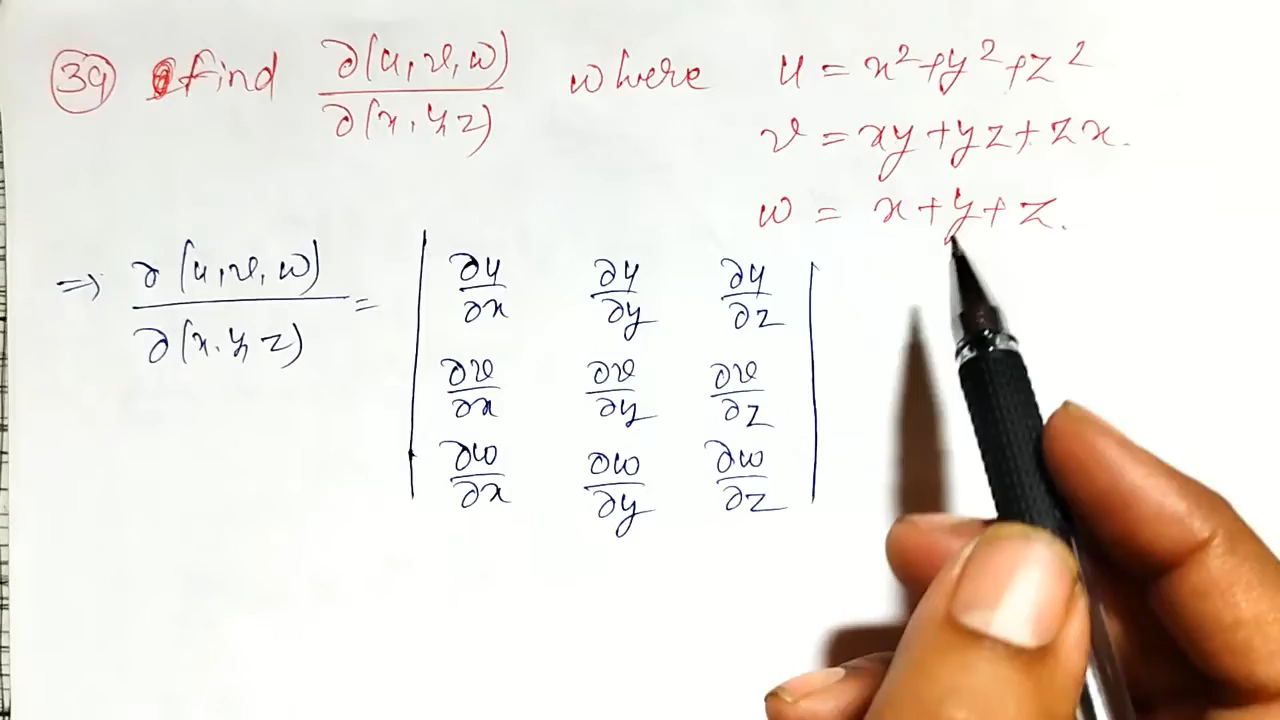 39 find ∂(u,v,w)/∂(x,y,z) where u = x²+y²+z²
v = xy+yz+zx.
w = x+y+z.
⇒ ∂(u,v,w)/∂(x.y,z) = | ∂u/∂x ∂u/∂y ∂u/∂z |
| ∂v/∂x ∂v/∂y ∂v/∂z |
| ∂w/∂x ∂w/∂y ∂w/∂z |